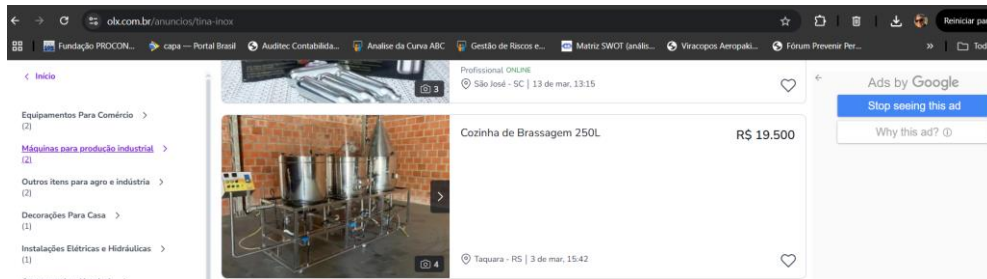 olx.com.br/anuncios/tina-inox
Reiniciar par
Fundação PROCON...
capa — Portal Brasil
Auditec Contabilida...
Analise da Curva ABC
Gestão de Riscos e...
Matriz SWOT (anális...
Viracopos Aeropaki...
Fórum Prevenir Per...
»
Tod
< Início
Equipamentos Para Comércio >
(2)
Máquinas para produção industrial >
(2)
Outros itens para agro e indústria >
(2)
Decorações Para Casa >
(1)
Instalações Elétricas e Hidráulicas >
(1)
3
Profissional ONLINE
São José - SC | 13 de mar, 13:15
Cozinha de Brassagem 250L
R$ 19.500
4
Taquara - RS | 3 de mar, 15:42
Ads by Google
Stop seeing this ad
Why this ad?